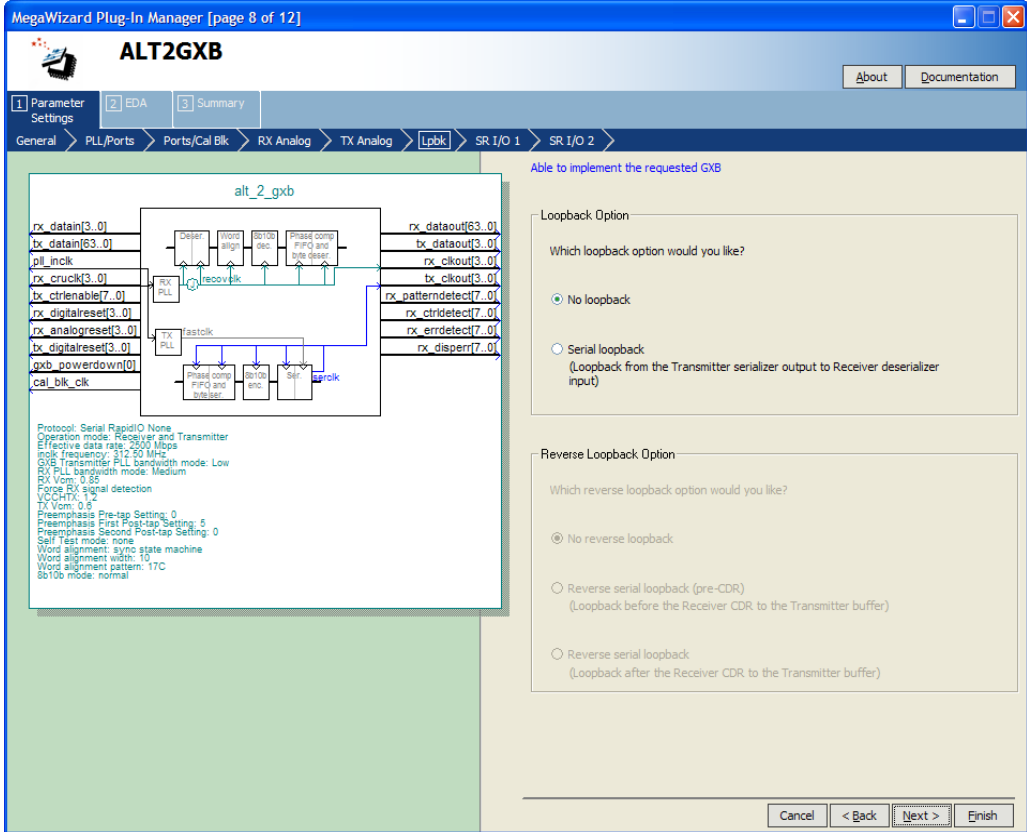 MegaWizard Plug-In Manager [page 8 of 12]
ALT2GXB
About
Documentation
1 Parameter Settings
2 EDA
3 Summary
General
PLL/Ports
Ports/Cal Blk
RX Analog
TX Analog
Lpbk
SR I/O 1
SR I/O 2
alt_2_gxb
rx_datain[3..0]
tx_datain[63..0]
pll_inclk
rx_cruclk[3..0]
tx_ctrlenable[7..0]
rx_digitalreset[3..0]
rx_analogreset[3..0]
tx_digitalreset[3..0]
gxb_powerdown[0]
cal_blk_clk
Deser.
Word
align
8b10b
dec.
Phase comp
FIFO and
byte deser.
RX
PLL
recovclk
TX
PLL
fastclk
Phase comp
FIFO and
byte ser.
8b10b
enc.
Ser.
serclk
rx_dataout[63..0]
tx_dataout[3..0]
rx_clkout[3..0]
tx_clkout[3..0]
rx_patterndetect[7..0]
rx_ctrldetect[7..0]
rx_errdetect[7..0]
rx_disperr[7..0]
Protocol: Serial RapidIO None
Operation mode: Receiver and Transmitter
Effective data rate: 2500 Mbps
inclk frequency: 312.50 MHz
GXB Transmitter PLL bandwidth mode: Low
RX PLL bandwidth mode: Medium
RX Vcm: 0.85
Force RX signal detection
VCCHTX: 1.2
TX Vcm: 0.6
Preemphasis Pre-tap Setting: 0
Preemphasis First Post-tap Setting: 5
Preemphasis Second Post-tap Setting: 0
Self Test mode: none
Word alignment: sync state machine
Word alignment width: 10
Word alignment pattern: 17C
8b10b mode: normal
Able to implement the requested GXB
Loopback Option
Which loopback option would you like?
No loopback
Serial loopback
(Loopback from the Transmitter serializer output to Receiver deserializer
input)
Reverse Loopback Option
Which reverse loopback option would you like?
No reverse loopback
Reverse serial loopback (pre-CDR)
(Loopback before the Receiver CDR to the Transmitter buffer)
Reverse serial loopback
(Loopback after the Receiver CDR to the Transmitter buffer)
Cancel
< Back
Next >
Finish